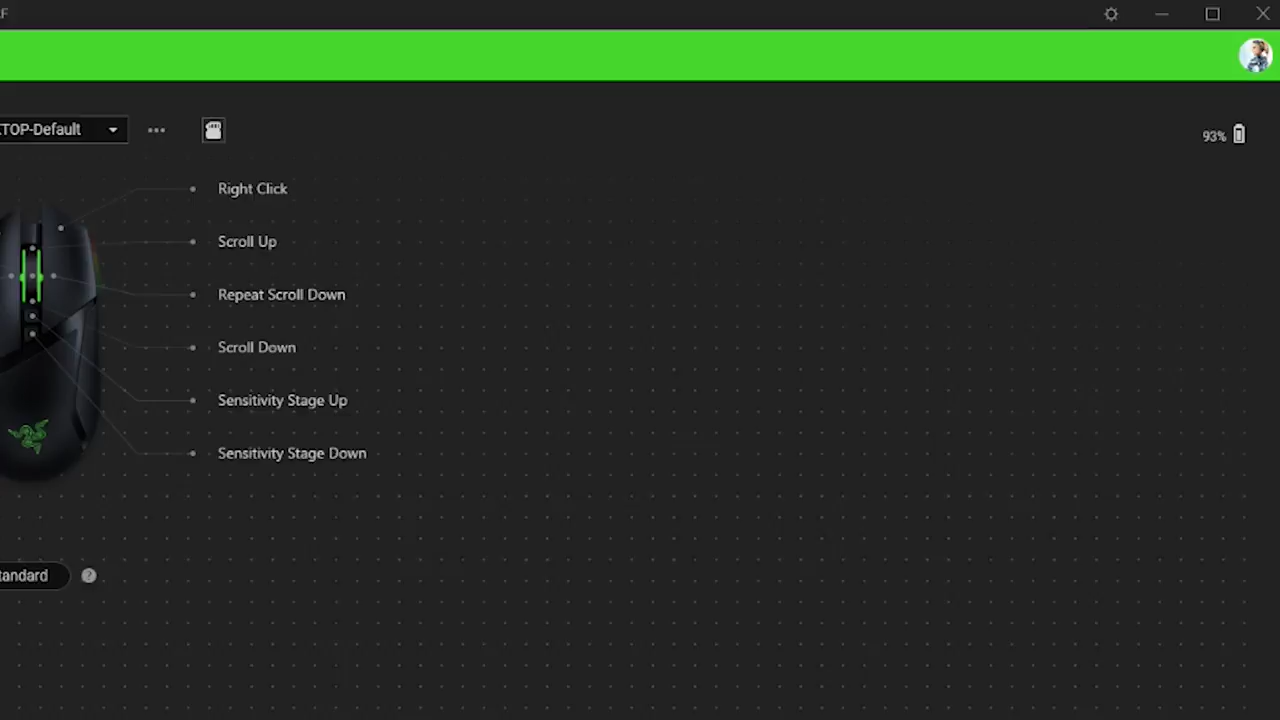 TOP-Default
93%
Right Click
Scroll Up
Repeat Scroll Down
Scroll Down
Sensitivity Stage Up
Sensitivity Stage Down
tandard
?